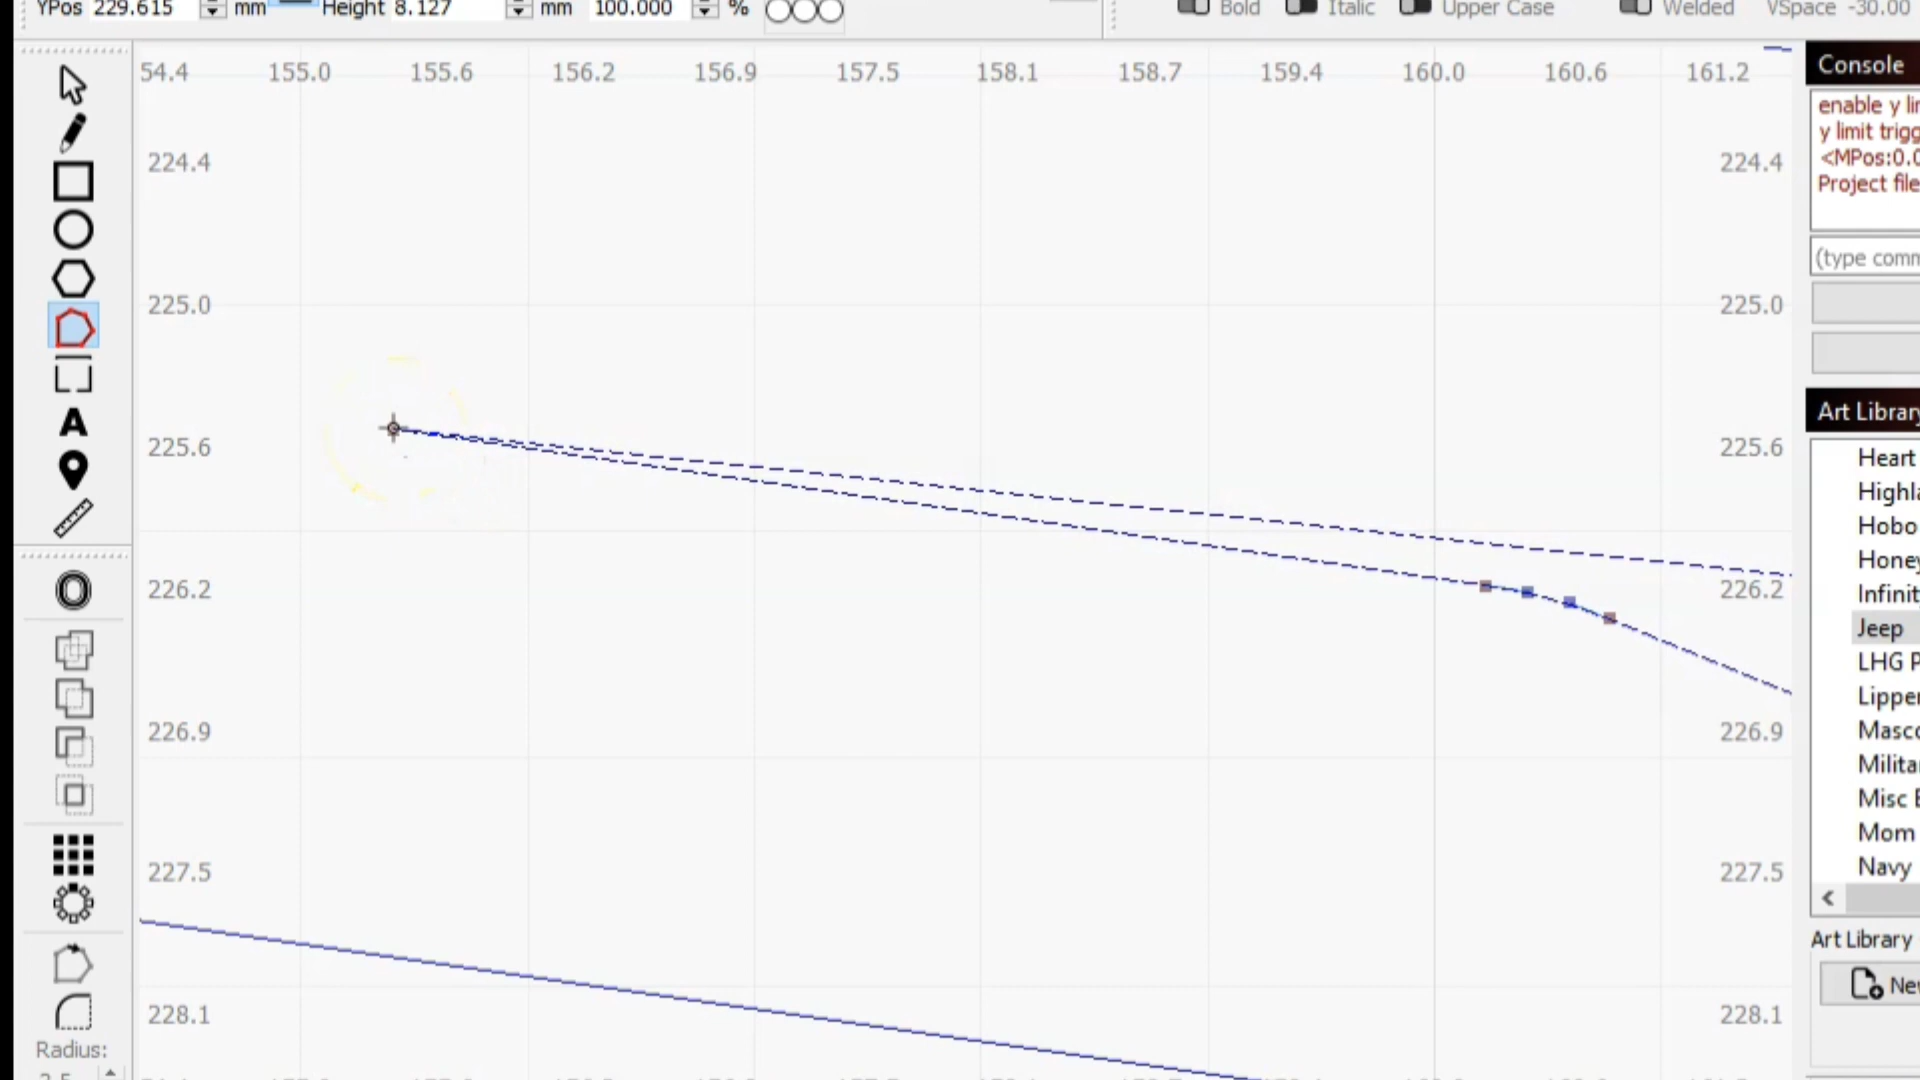 YPos 229.615 mm Height 8.127 mm 100.000 %
Bold Italic Upper Case Welded VSpace -30.00
54.4 155.0 155.6 156.2 156.9 157.5 158.1 158.7 159.4 160.0 160.6 161.2
224.4 224.4
225.0 225.0
225.6 225.6
226.2 226.2
226.9 226.9
227.5 227.5
228.1 228.1
A
Radius:
Console
enable y li
y limit trigg
<MPos:0.0
Project file
(type comm
Art Library
Heart
Highla
Hobo
Honey
Infinit
Jeep
LHG P
Lipper
Masco
Milita
Misc B
Mom
Navy
Art Library
New